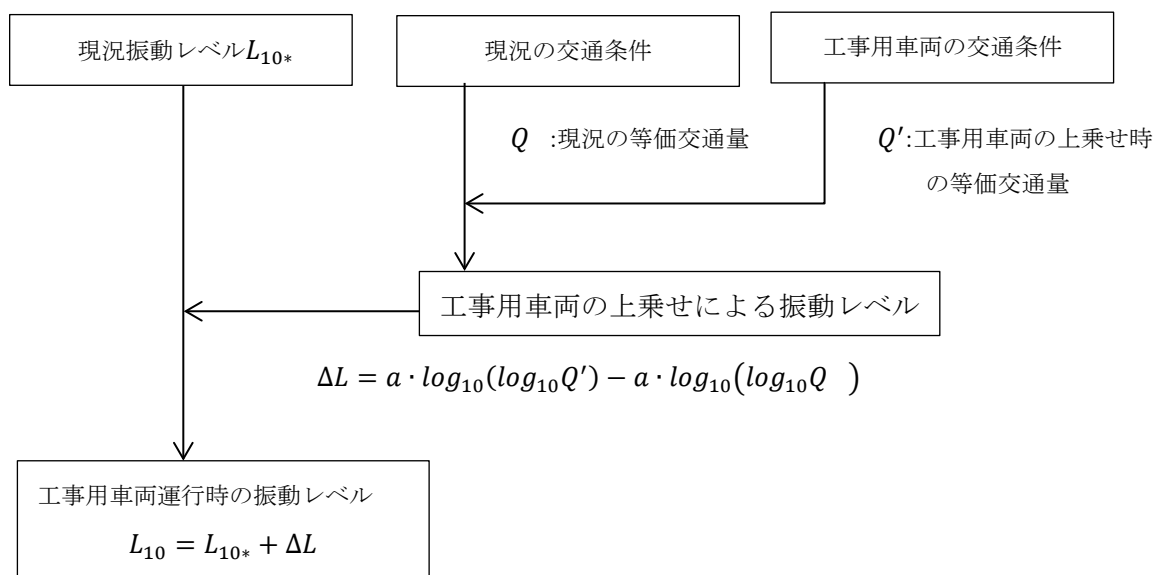 現況振動レベルL₁₀*
現況の交通条件
工事用車両の交通条件
Q :現況の等価交通量
Q′:工事用車両の上乗せ時
の等価交通量
工事用車両の上乗せによる振動レベル
ΔL = a · log₁₀(log₁₀Q′) − a · log₁₀(log₁₀Q )
工事用車両運行時の振動レベル
L₁₀ = L₁₀* + ΔL